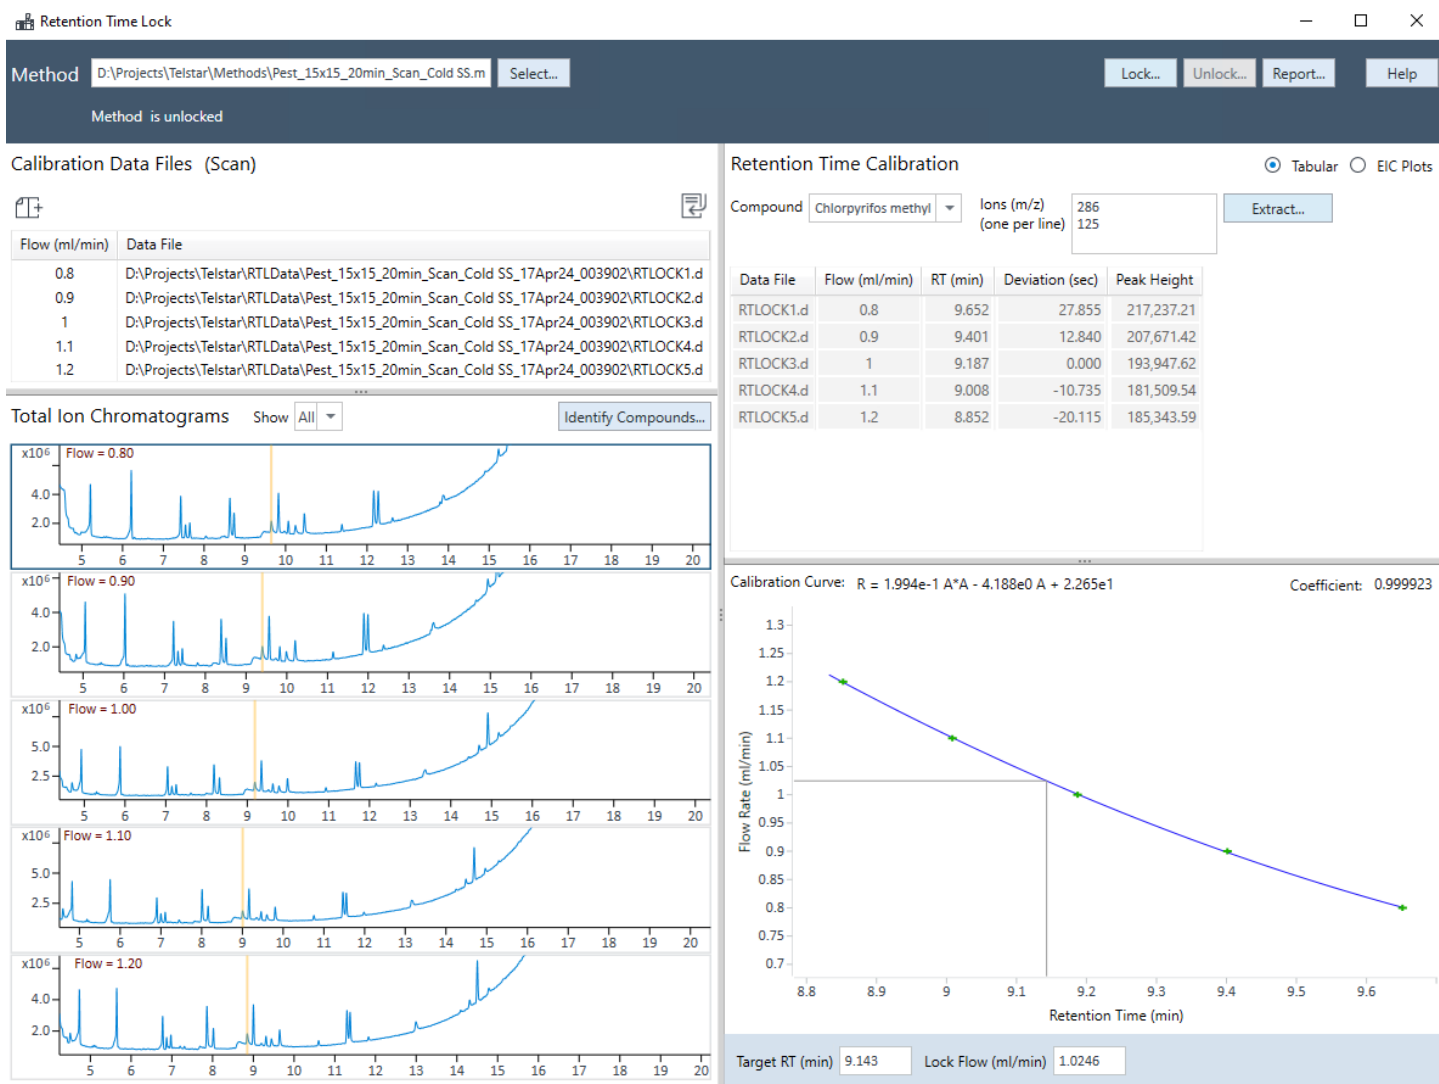 Retention Time Lock
Method D:\Projects\Telstar\Methods\Pest_15x15_20min_Scan_Cold SS.m Select... Lock... Unlock... Report... Help
Method is unlocked
Calibration Data Files (Scan)
Flow (ml/min) Data File
0.8 D:\Projects\Telstar\RTLData\Pest_15x15_20min_Scan_Cold SS_17Apr24_003902\RTLOCK1.d
0.9 D:\Projects\Telstar\RTLData\Pest_15x15_20min_Scan_Cold SS_17Apr24_003902\RTLOCK2.d
1 D:\Projects\Telstar\RTLData\Pest_15x15_20min_Scan_Cold SS_17Apr24_003902\RTLOCK3.d
1.1 D:\Projects\Telstar\RTLData\Pest_15x15_20min_Scan_Cold SS_17Apr24_003902\RTLOCK4.d
1.2 D:\Projects\Telstar\RTLData\Pest_15x15_20min_Scan_Cold SS_17Apr24_003902\RTLOCK5.d
Total Ion Chromatograms Show All Identify Compounds...
x10⁶ Flow = 0.80
4.0
2.0
5 6 7 8 9 10 11 12 13 14 15 16 17 18 19 20
x10⁶ Flow = 0.90
4.0
2.0
5 6 7 8 9 10 11 12 13 14 15 16 17 18 19 20
x10⁶ Flow = 1.00
5.0
2.5
5 6 7 8 9 10 11 12 13 14 15 16 17 18 19 20
x10⁶ Flow = 1.10
5.0
2.5
5 6 7 8 9 10 11 12 13 14 15 16 17 18 19 20
x10⁶ Flow = 1.20
4.0
2.0
5 6 7 8 9 10 11 12 13 14 15 16 17 18 19 20
Retention Time Calibration Tabular EIC Plots
Compound Chlorpyrifos methyl Ions (m/z) 286 Extract...
(one per line) 125
Data File Flow (ml/min) RT (min) Deviation (sec) Peak Height
RTLOCK1.d 0.8 9.652 27.855 217,237.21
RTLOCK2.d 0.9 9.401 12.840 207,671.42
RTLOCK3.d 1 9.187 0.000 193,947.62
RTLOCK4.d 1.1 9.008 -10.735 181,509.54
RTLOCK5.d 1.2 8.852 -20.115 185,343.59
Calibration Curve: R = 1.994e-1 A*A - 4.188e0 A + 2.265e1 Coefficient: 0.999923
1.3
1.25
1.2
1.15
1.1
1.05
1
0.95
0.9
0.85
0.8
0.75
0.7
Flow Rate (ml/min)
8.8 8.9 9 9.1 9.2 9.3 9.4 9.5 9.6
Retention Time (min)
Target RT (min) 9.143 Lock Flow (ml/min) 1.0246